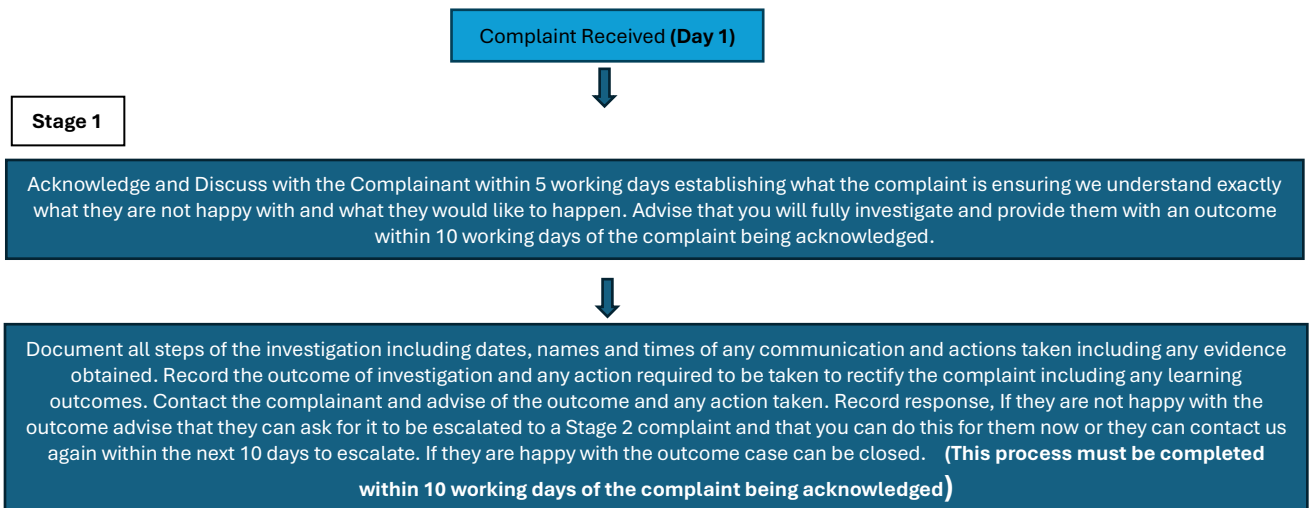 Complaint Received (Day 1)
Stage 1
Acknowledge and Discuss with the Complainant within 5 working days establishing what the complaint is ensuring we understand exactly
what they are not happy with and what they would like to happen. Advise that you will fully investigate and provide them with an outcome
within 10 working days of the complaint being acknowledged.
Document all steps of the investigation including dates, names and times of any communication and actions taken including any evidence
obtained. Record the outcome of investigation and any action required to be taken to rectify the complaint including any learning
outcomes. Contact the complainant and advise of the outcome and any action taken. Record response, If they are not happy with the
outcome advise that they can ask for it to be escalated to a Stage 2 complaint and that you can do this for them now or they can contact us
again within the next 10 days to escalate. If they are happy with the outcome case can be closed. (This process must be completed
within 10 working days of the complaint being acknowledged)